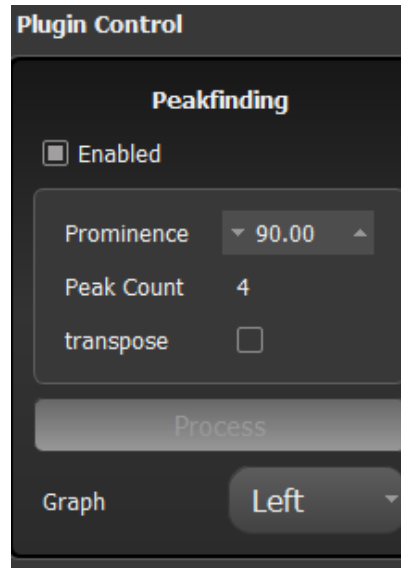 Plugin Control
Peakfinding
Enabled
Prominence 90.00
Peak Count 4
transpose
Process
Graph Left